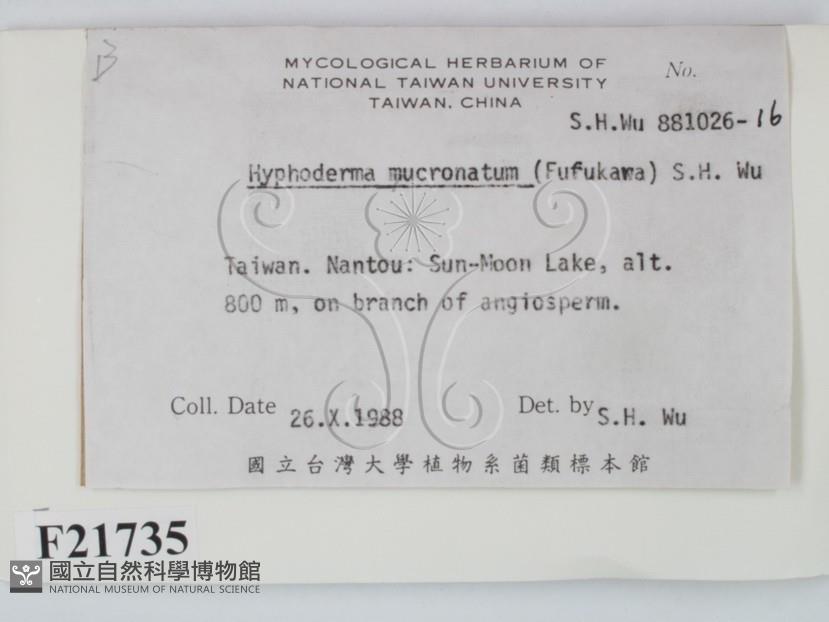 B
MYCOLOGICAL HERBARIUM OF
NATIONAL TAIWAN UNIVERSITY
TAIWAN, CHINA
No.
S.H.Wu 881026-16
Hyphoderma mucronatum (Fufukawa) S.H. Wu
Taiwan. Nantou: Sun-Moon Lake, alt.
800 m, on branch of angiosperm.
Coll. Date 26.X.1988 Det. by S.H. Wu
國立台灣大學植物系菌類標本館
F21735
國立自然科學博物館
NATIONAL MUSEUM OF NATURAL SCIENCE